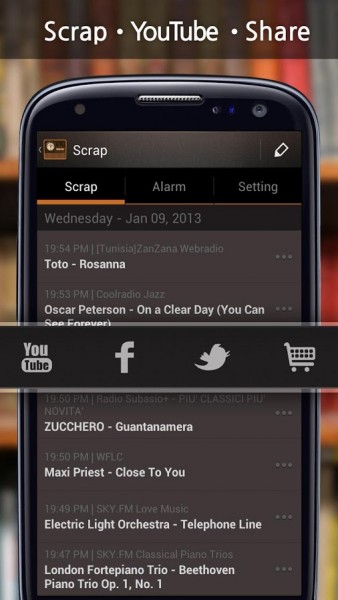 Scrap • YouTube • Share
Scrap
Scrap Alarm Setting
Wednesday - Jan 09, 2013
19:54 PM | [Tunisia]ZanZana Webradio
Toto - Rosanna
19:53 PM | Coolradio Jazz
Oscar Peterson - On a Clear Day (You Can
See Forever)
You
Tube
19:50 PM | Radio Subasio+ - PIU' CLASSICI PIU'
NOVITA'
ZUCCHERO - Guantanamera
19:50 PM | WFLC
Maxi Priest - Close To You
19:49 PM | SKY.FM Love Music
Electric Light Orchestra - Telephone Line
19:47 PM | SKY.FM Classical Piano Trios
London Fortepiano Trio - Beethoven
Piano Trio Op. 1, No. 1